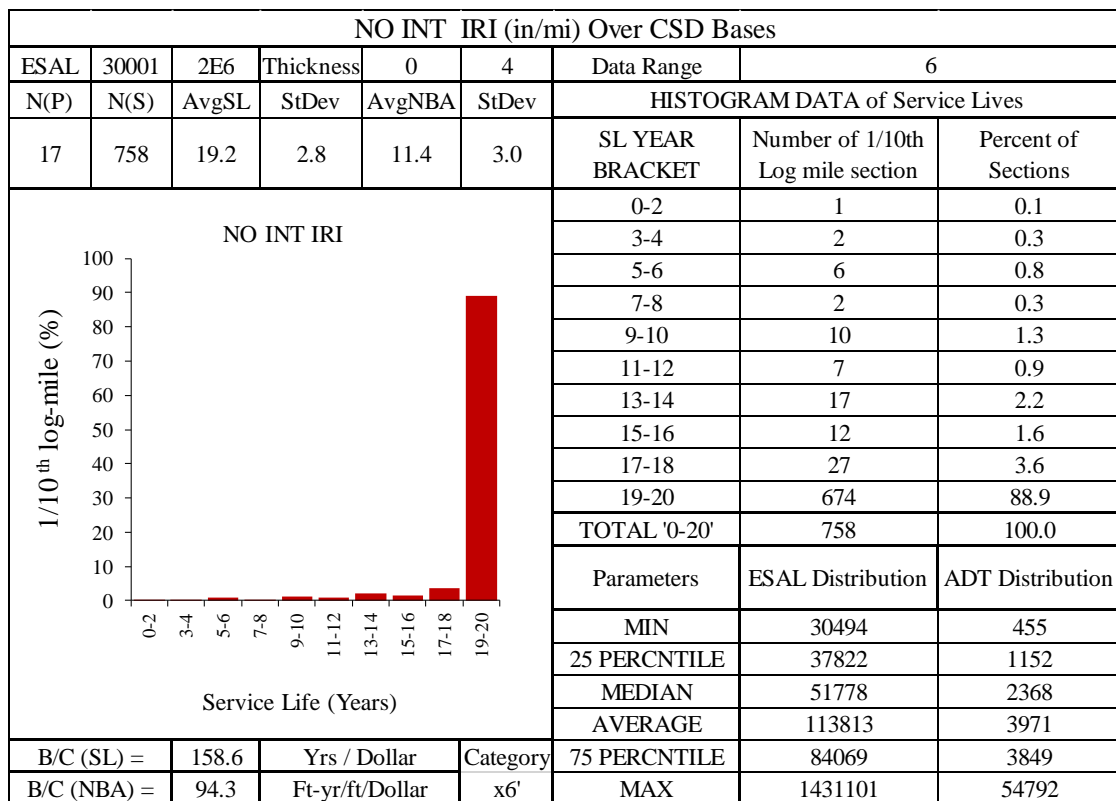 NO INT IRI (in/mi) Over CSD Bases
ESAL 30001 2E6 Thickness 0 4 Data Range 6
N(P) N(S) AvgSL StDev AvgNBA StDev HISTOGRAM DATA of Service Lives
17 758 19.2 2.8 11.4 3.0
SL YEAR BRACKET Number of 1/10th Log mile section Percent of Sections
0-2 1 0.1
3-4 2 0.3
5-6 6 0.8
7-8 2 0.3
9-10 10 1.3
11-12 7 0.9
13-14 17 2.2
15-16 12 1.6
17-18 27 3.6
19-20 674 88.9
TOTAL '0-20' 758 100.0
NO INT IRI
1/10 th log-mile (%)
100
90
80
70
60
50
40
30
20
10
0
0-2 3-4 5-6 7-8 9-10 11-12 13-14 15-16 17-18 19-20
Service Life (Years)
Parameters ESAL Distribution ADT Distribution
MIN 30494 455
25 PERCNTILE 37822 1152
MEDIAN 51778 2368
AVERAGE 113813 3971
75 PERCNTILE 84069 3849
MAX 1431101 54792
B/C (SL) = 158.6 Yrs / Dollar Category
B/C (NBA) = 94.3 Ft-yr/ft/Dollar x6'